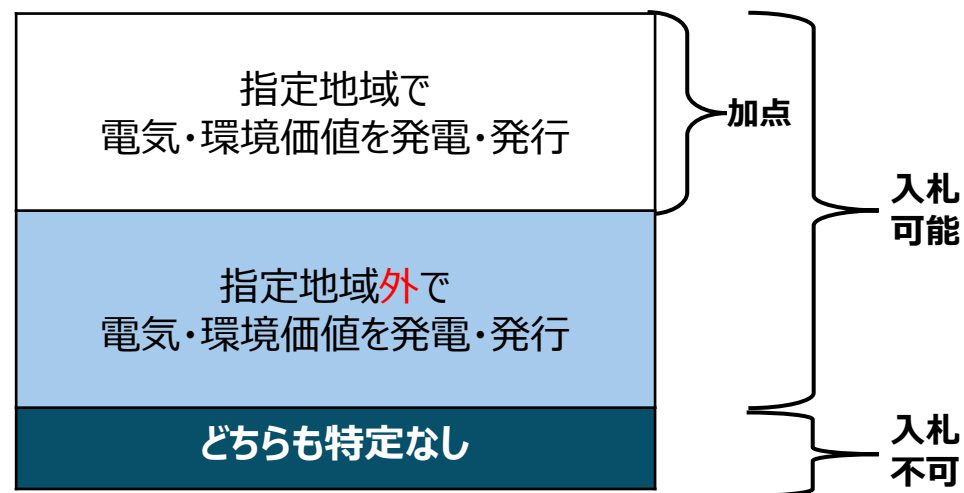 指定地域で
電気・環境価値を発電・発行
加点
入札
可能
指定地域外で
電気・環境価値を発電・発行
どちらも特定なし
入札
不可